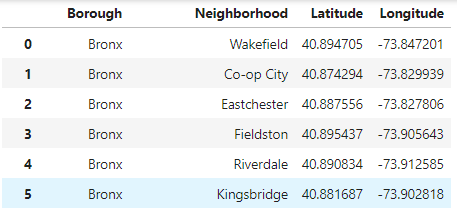 Borough Neighborhood Latitude Longitude
0 Bronx Wakefield 40.894705 -73.847201
1 Bronx Co-op City 40.874294 -73.829939
2 Bronx Eastchester 40.887556 -73.827806
3 Bronx Fieldston 40.895437 -73.905643
4 Bronx Riverdale 40.890834 -73.912585
5 Bronx Kingsbridge 40.881687 -73.902818